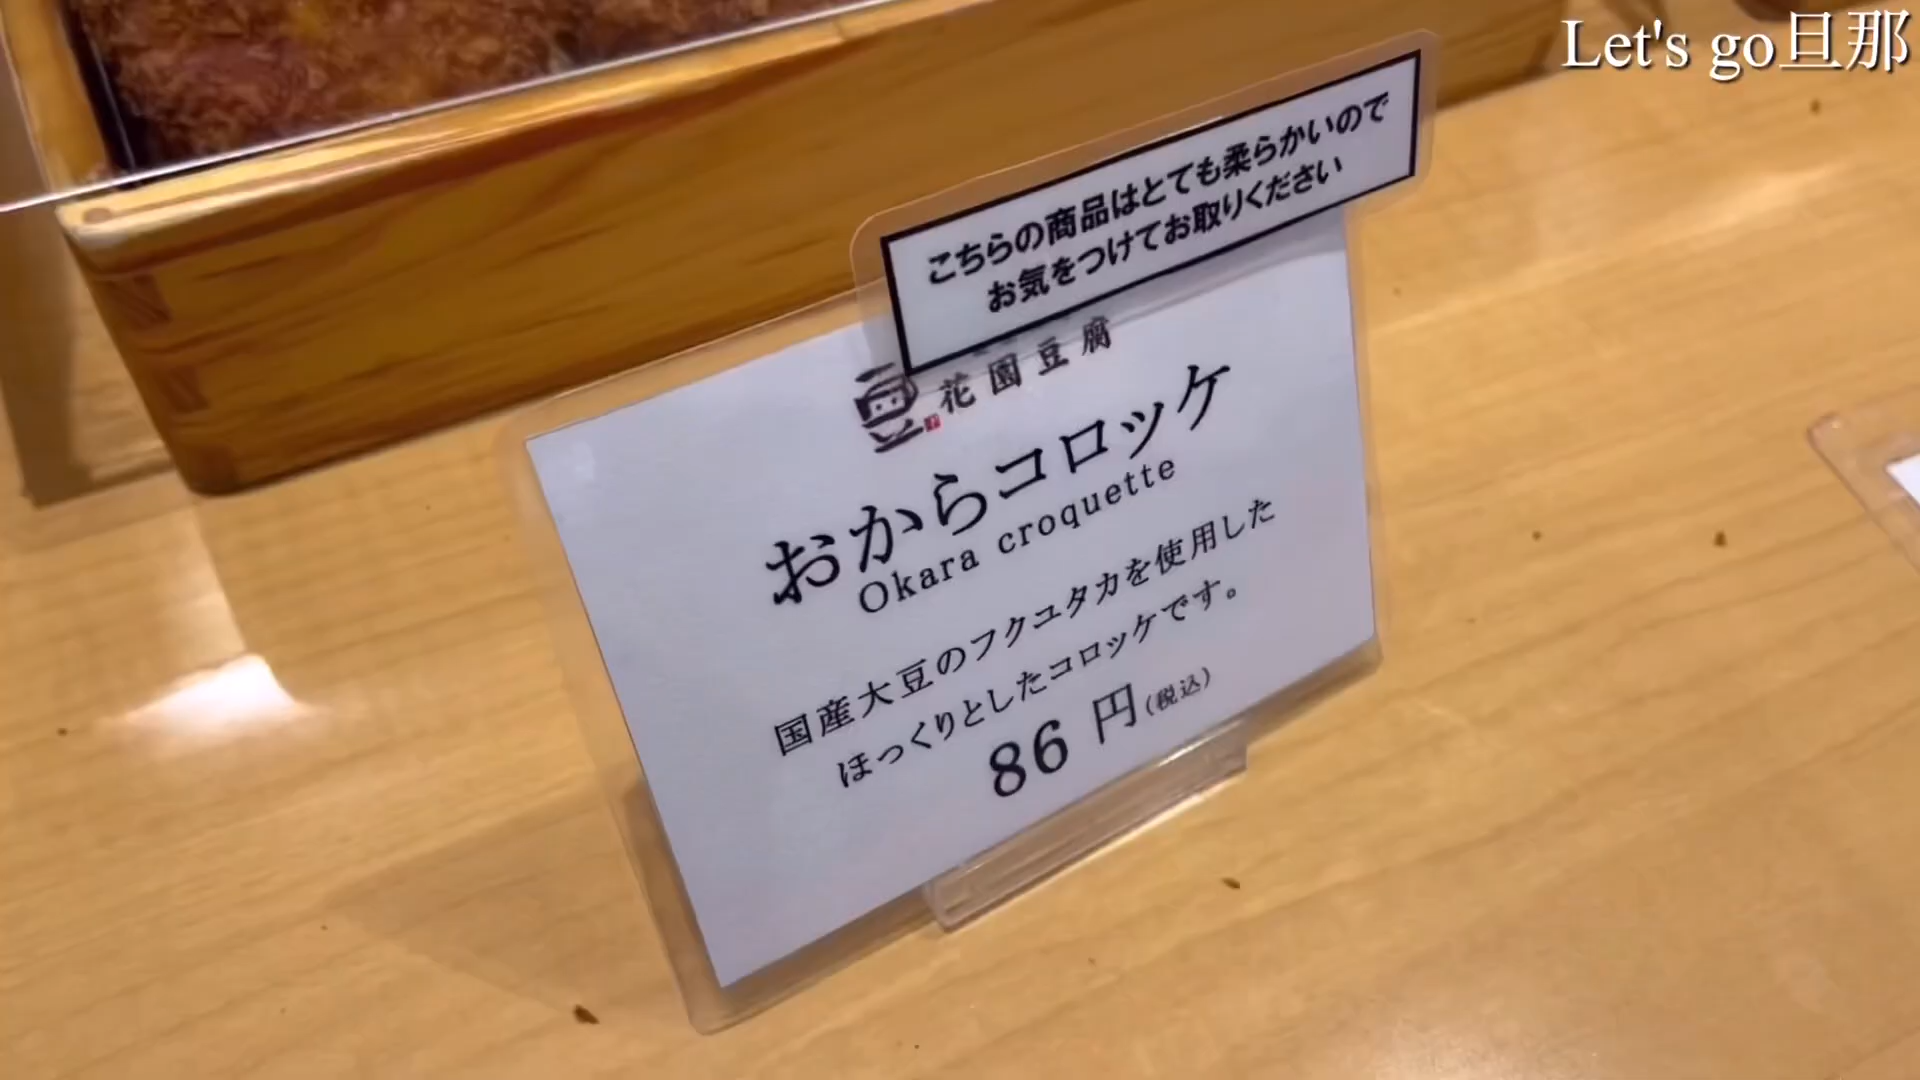 Let's go旦那
こちらの商品はとても柔らかいので
お気をつけてお取りください
花園豆腐
おからコロッケ
Okara croquette
国産大豆のフクユタカを使用した
ほっくりとしたコロッケです。
86円(税込)